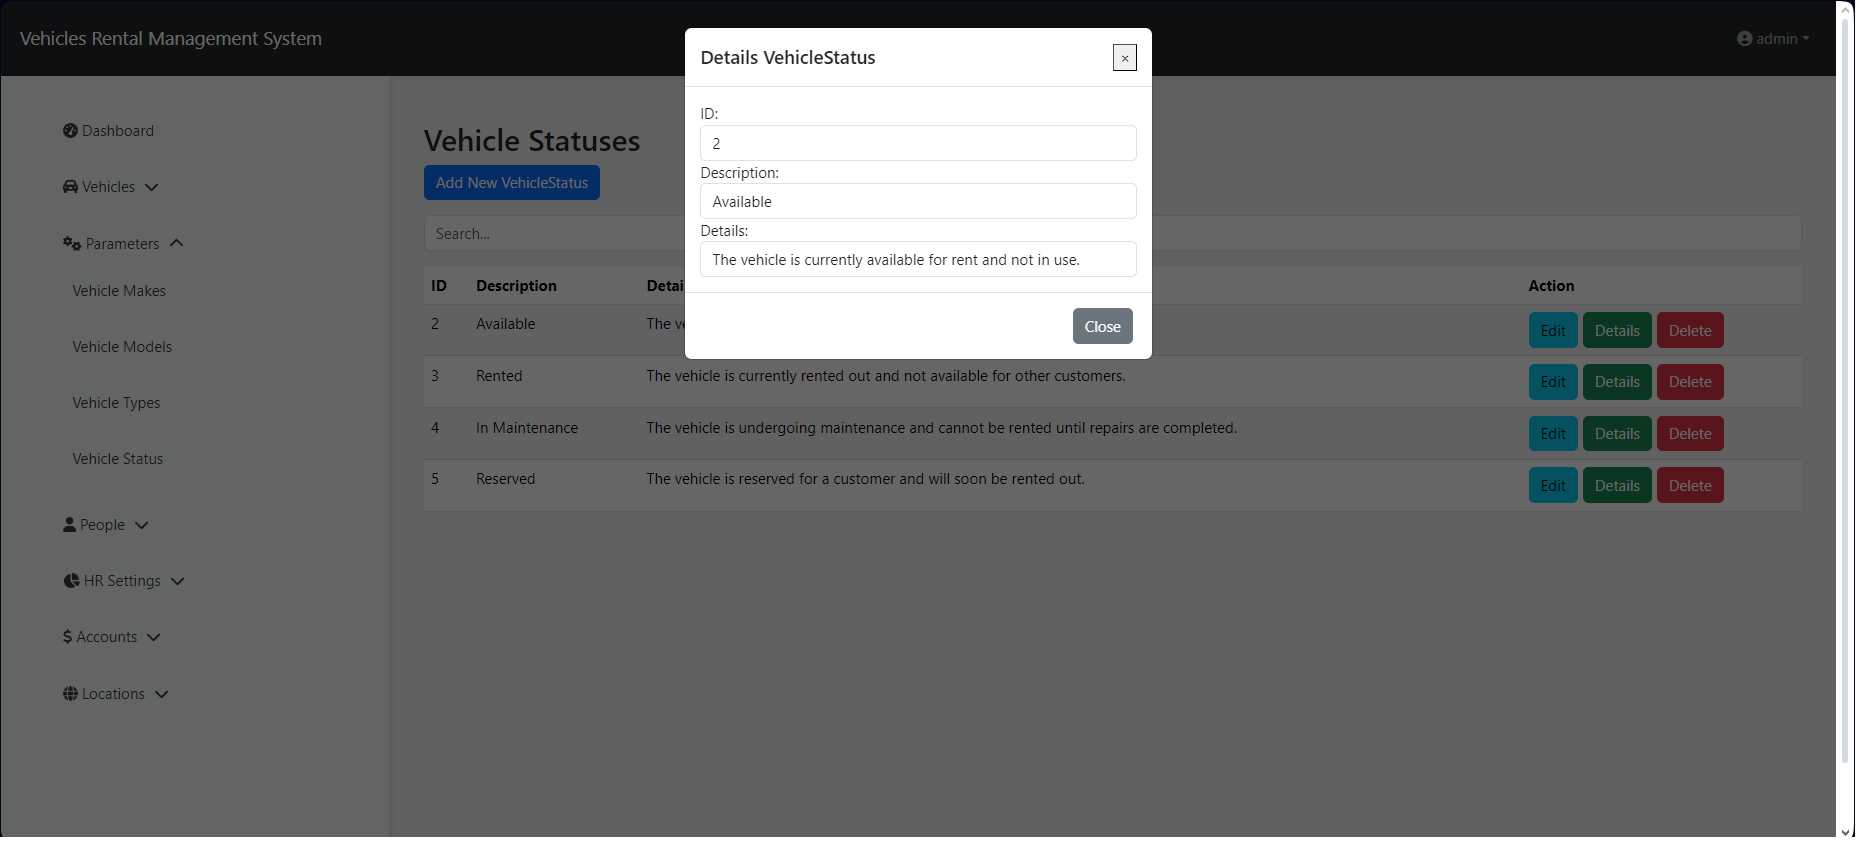 Vehicles Rental Management System
admin
Dashboard
Vehicles
Parameters
Vehicle Makes
Vehicle Models
Vehicle Types
Vehicle Status
People
HR Settings
$ Accounts
Locations
Vehicle Statuses
Add New VehicleStatus
Search...
ID Description Detai Action
2 Available The ve Edit Details Delete
3 Rented The vehicle is currently rented out and not available for other customers. Edit Details Delete
4 In Maintenance The vehicle is undergoing maintenance and cannot be rented until repairs are completed. Edit Details Delete
5 Reserved The vehicle is reserved for a customer and will soon be rented out. Edit Details Delete
Details VehicleStatus ×
ID:
2
Description:
Available
Details:
The vehicle is currently available for rent and not in use.
Close